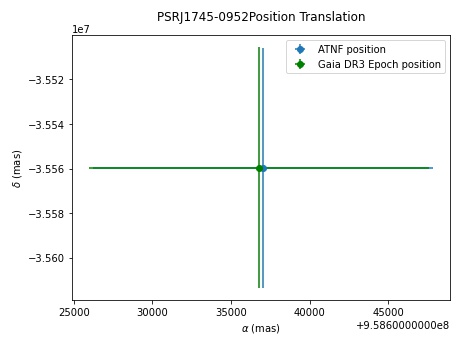 PSRJ1745-0952Position Translation
1e7
ATNF position
Gaia DR3 Epoch position
−3.552
−3.554
−3.556
−3.558
−3.560
δ (mas)
25000 30000 35000 40000 45000
α (mas)
+9.5860000000e8